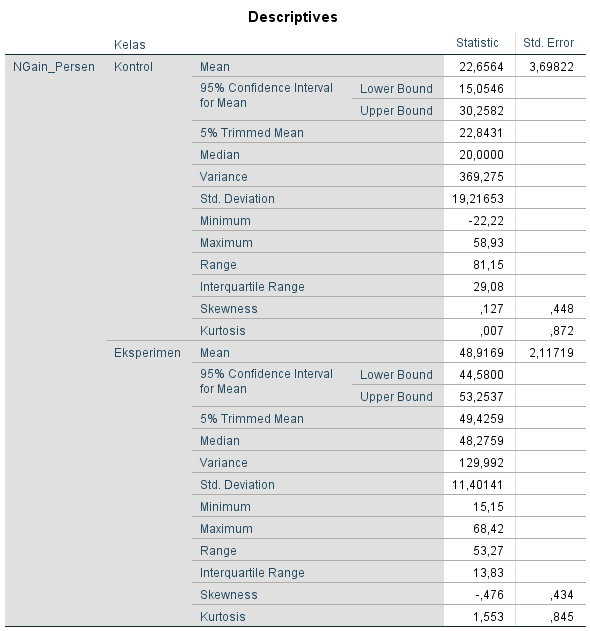 Descriptives
Kelas Statistic Std. Error
NGain_Persen Kontrol Mean 22,6564 3,69822
95% Confidence Interval for Mean Lower Bound 15,0546
Upper Bound 30,2582
5% Trimmed Mean 22,8431
Median 20,0000
Variance 369,275
Std. Deviation 19,21653
Minimum -22,22
Maximum 58,93
Range 81,15
Interquartile Range 29,08
Skewness ,127 ,448
Kurtosis ,007 ,872
Eksperimen Mean 48,9169 2,11719
95% Confidence Interval for Mean Lower Bound 44,5800
Upper Bound 53,2537
5% Trimmed Mean 49,4259
Median 48,2759
Variance 129,992
Std. Deviation 11,40141
Minimum 15,15
Maximum 68,42
Range 53,27
Interquartile Range 13,83
Skewness -,476 ,434
Kurtosis 1,553 ,845